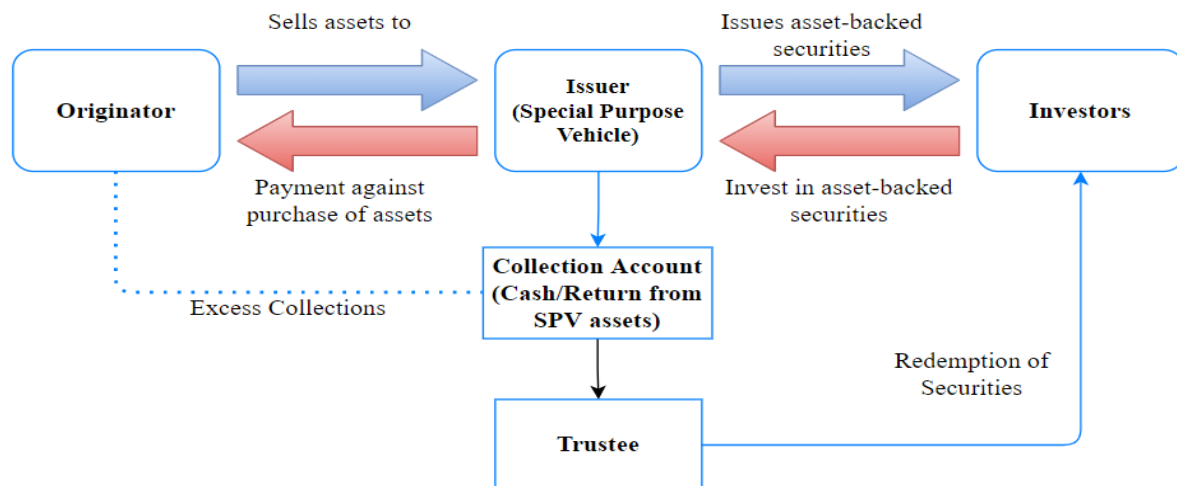 Sells assets to
Issues asset-backed
securities
Originator
Issuer
(Special Purpose
Vehicle)
Investors
Payment against
purchase of assets
Invest in asset-backed
securities
Collection Account
(Cash/Return from
SPV assets)
Excess Collections
Redemption of
Securities
Trustee